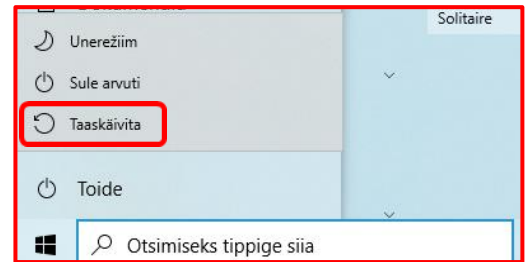 Solitaire
Unerežiim
Sule arvuti
Taaskäivita
Toide
Otsimiseks tippige siia